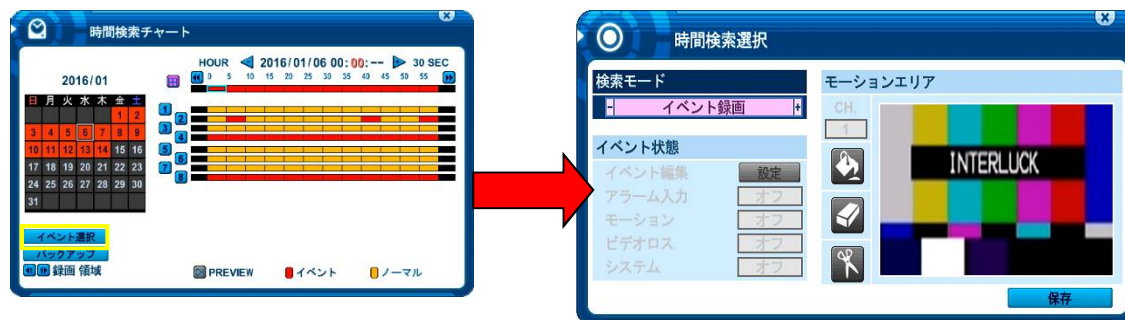 時間検索チャート
HOUR 2016/01/06 00:00:-- 30 SEC
0 5 10 15 20 25 30 35 40 45 50 55
2016/01
日 月 火 水 木 金 土
1 2
3 4 5 6 7 8 9
10 11 12 13 14 15 16
17 18 19 20 21 22 23
24 25 26 27 28 29 30
31
1
2
3
4
5
6
7
8
イベント選択
バックアップ
録画 領域
PREVIEW イベント ノーマル
時間検索選択
検索モード
- イベント録画 +
イベント状態
イベント編集 設定
アラーム入力 オフ
モーション オフ
ビデオロス オフ
システム オフ
モーションエリア
CH.
1
INTERLUCK
保存